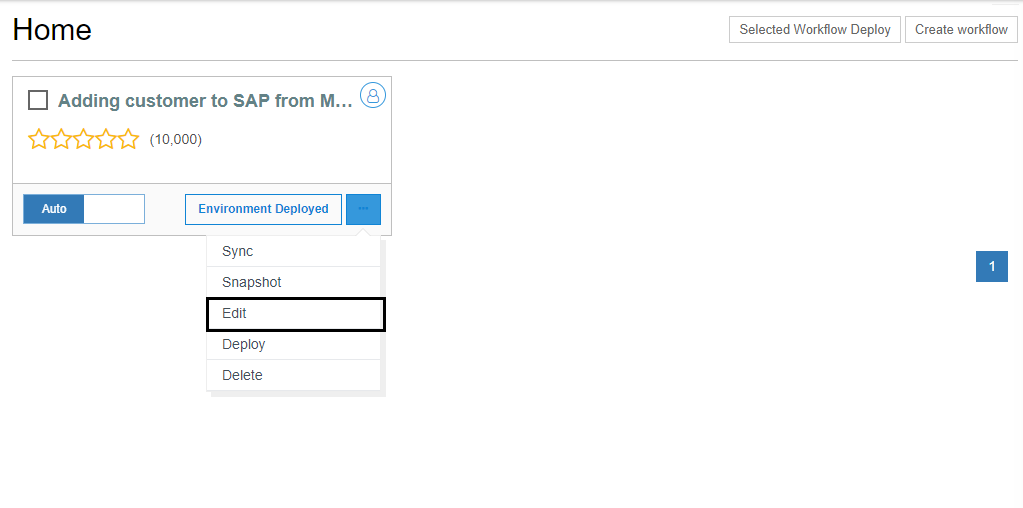 Home
Selected Workflow Deploy
Create workflow
Adding customer to SAP from M...
(10,000)
Auto
Environment Deployed
...
Sync
Snapshot
Edit
Deploy
Delete
1